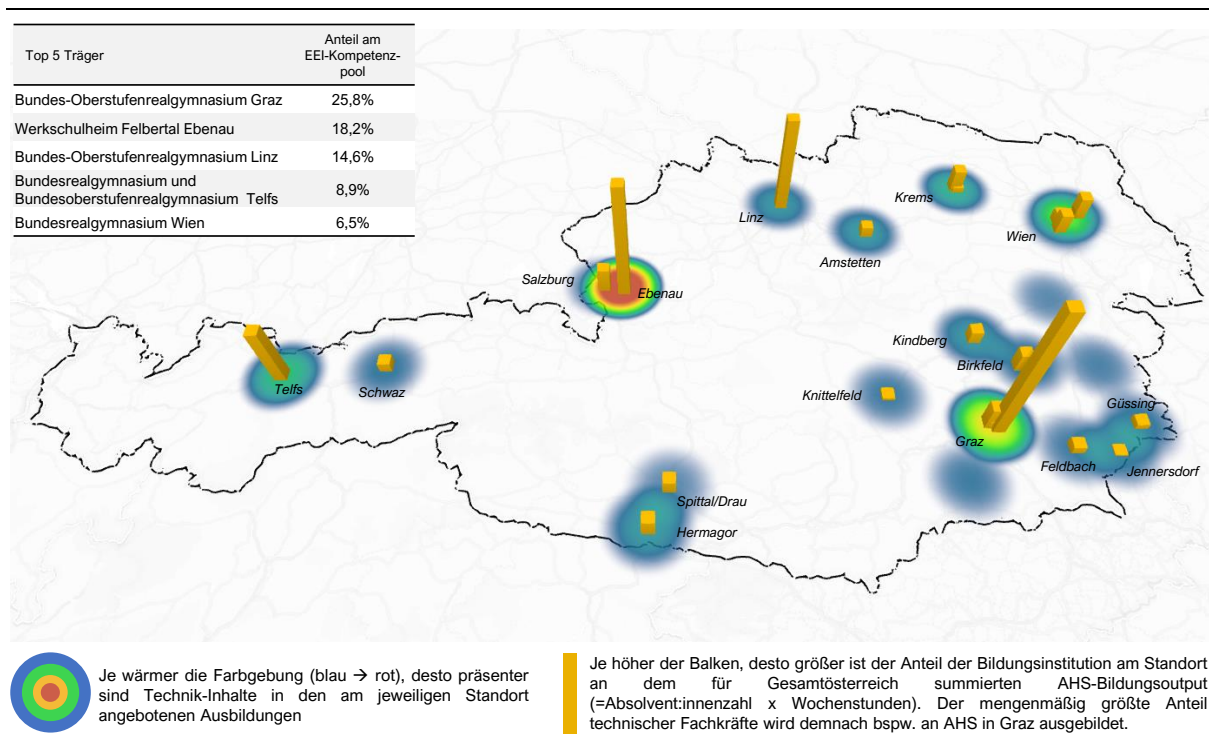 Top 5 Träger
Anteil am
EEI-Kompetenz-
pool
Bundes-Oberstufenrealgymnasium Graz 25,8%
Werkschulheim Felbertal Ebenau 18,2%
Bundes-Oberstufenrealgymnasium Linz 14,6%
Bundesrealgymnasium und
Bundesoberstufenrealgymnasium Telfs 8,9%
Bundesrealgymnasium Wien 6,5%
Linz
Krems
Wien
Amstetten
Salzburg
Ebenau
Kindberg
Birkfeld
Telfs
Schwaz
Knittelfeld
Güssing
Graz
Feldbach
Jennersdorf
Spittal/Drau
Hermagor
Je wärmer die Farbgebung (blau → rot), desto präsenter
sind Technik-Inhalte in den am jeweiligen Standort
angebotenen Ausbildungen
Je höher der Balken, desto größer ist der Anteil der Bildungsinstitution am Standort
an dem für Gesamtösterreich summierten AHS-Bildungsoutput
(=Absolvent:innenzahl x Wochenstunden). Der mengenmäßig größte Anteil
technischer Fachkräfte wird demnach bspw. an AHS in Graz ausgebildet.